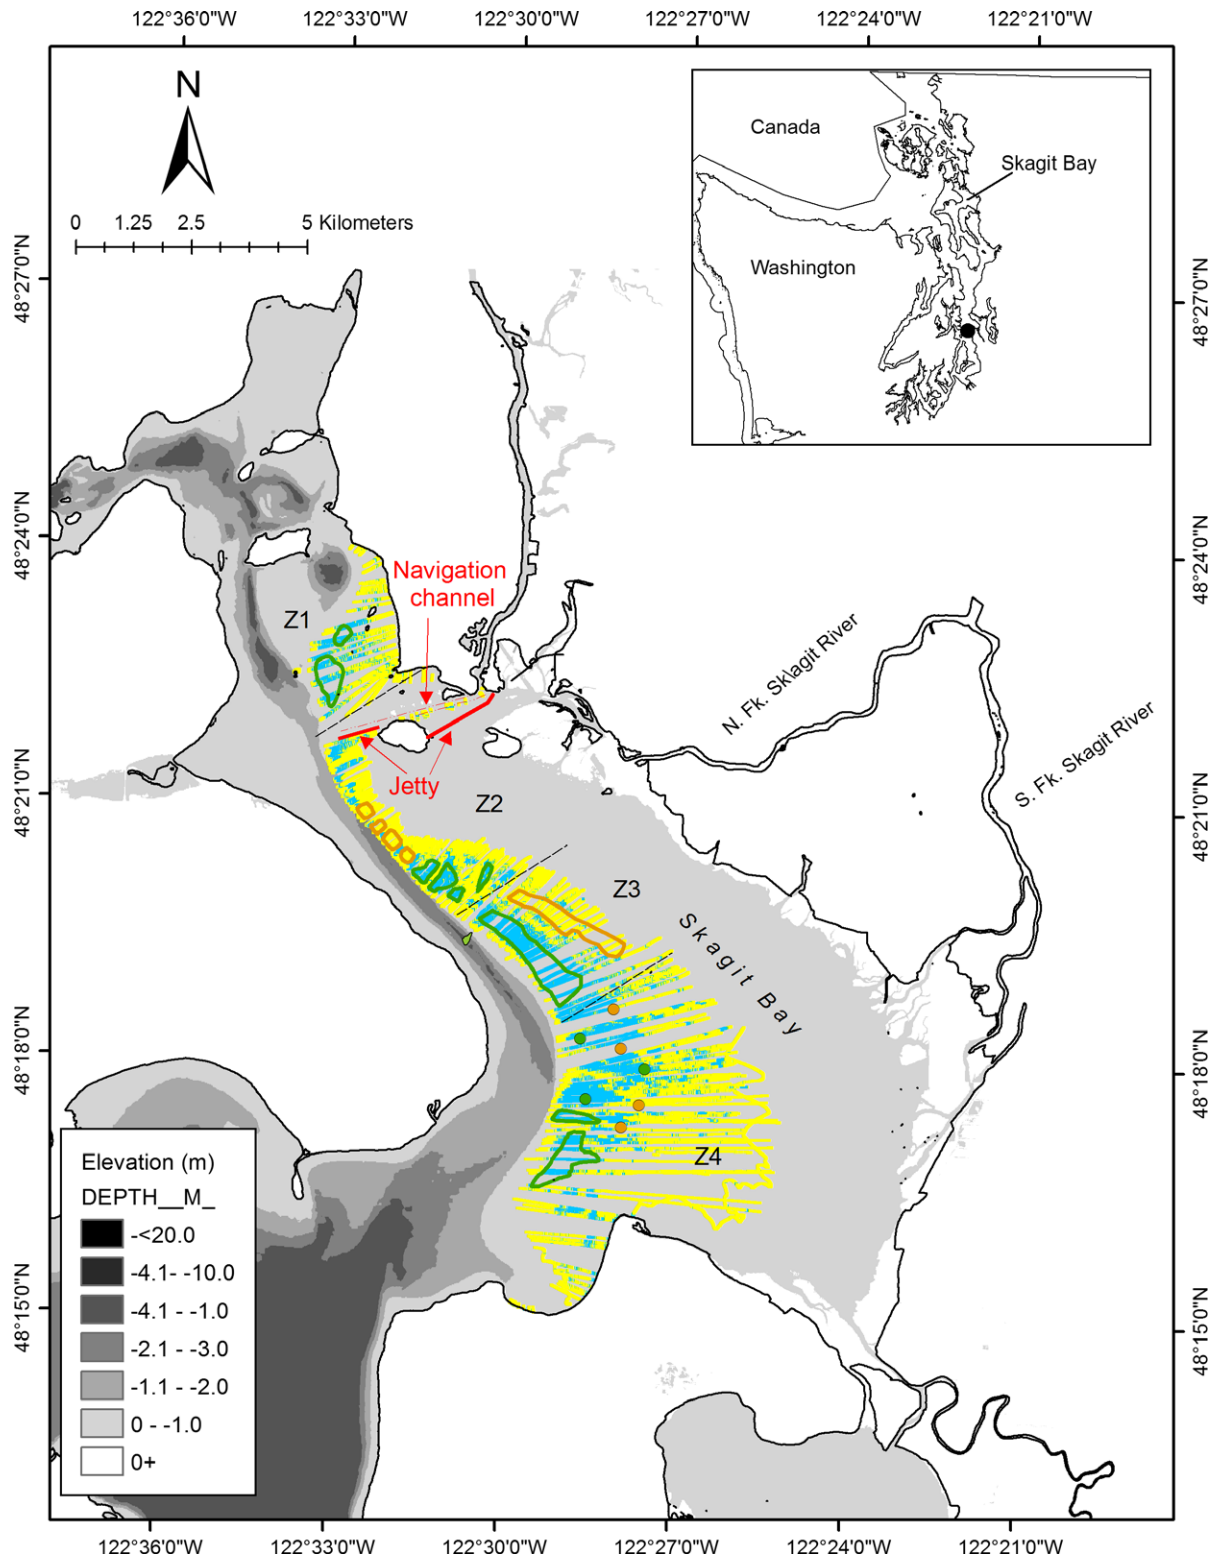 122°36'0"W 122°33'0"W 122°30'0"W 122°27'0"W 122°24'0"W 122°21'0"W
N
0 1.25 2.5 5 Kilometers
Canada
Skagit Bay
Washington
48°27'0"N
48°27'0"N
48°24'0"N
48°24'0"N
Navigation
channel
Z1
N. Fk. Sk\agit River
S. Fk. Skagit River
Jetty
Z2
48°21'0"N
48°21'0"N
Z3
Skagit Bay
48°18'0"N
48°18'0"N
Z4
Elevation (m)
DEPTH__M_
-<20.0
-4.1- -10.0
-4.1 - -1.0
-2.1 - -3.0
-1.1 - -2.0
0 - -1.0
0+
48°15'0"N
48°15'0"N
122°36'0"W 122°33'0"W 122°30'0"W 122°27'0"W 122°24'0"W 122°21'0"W